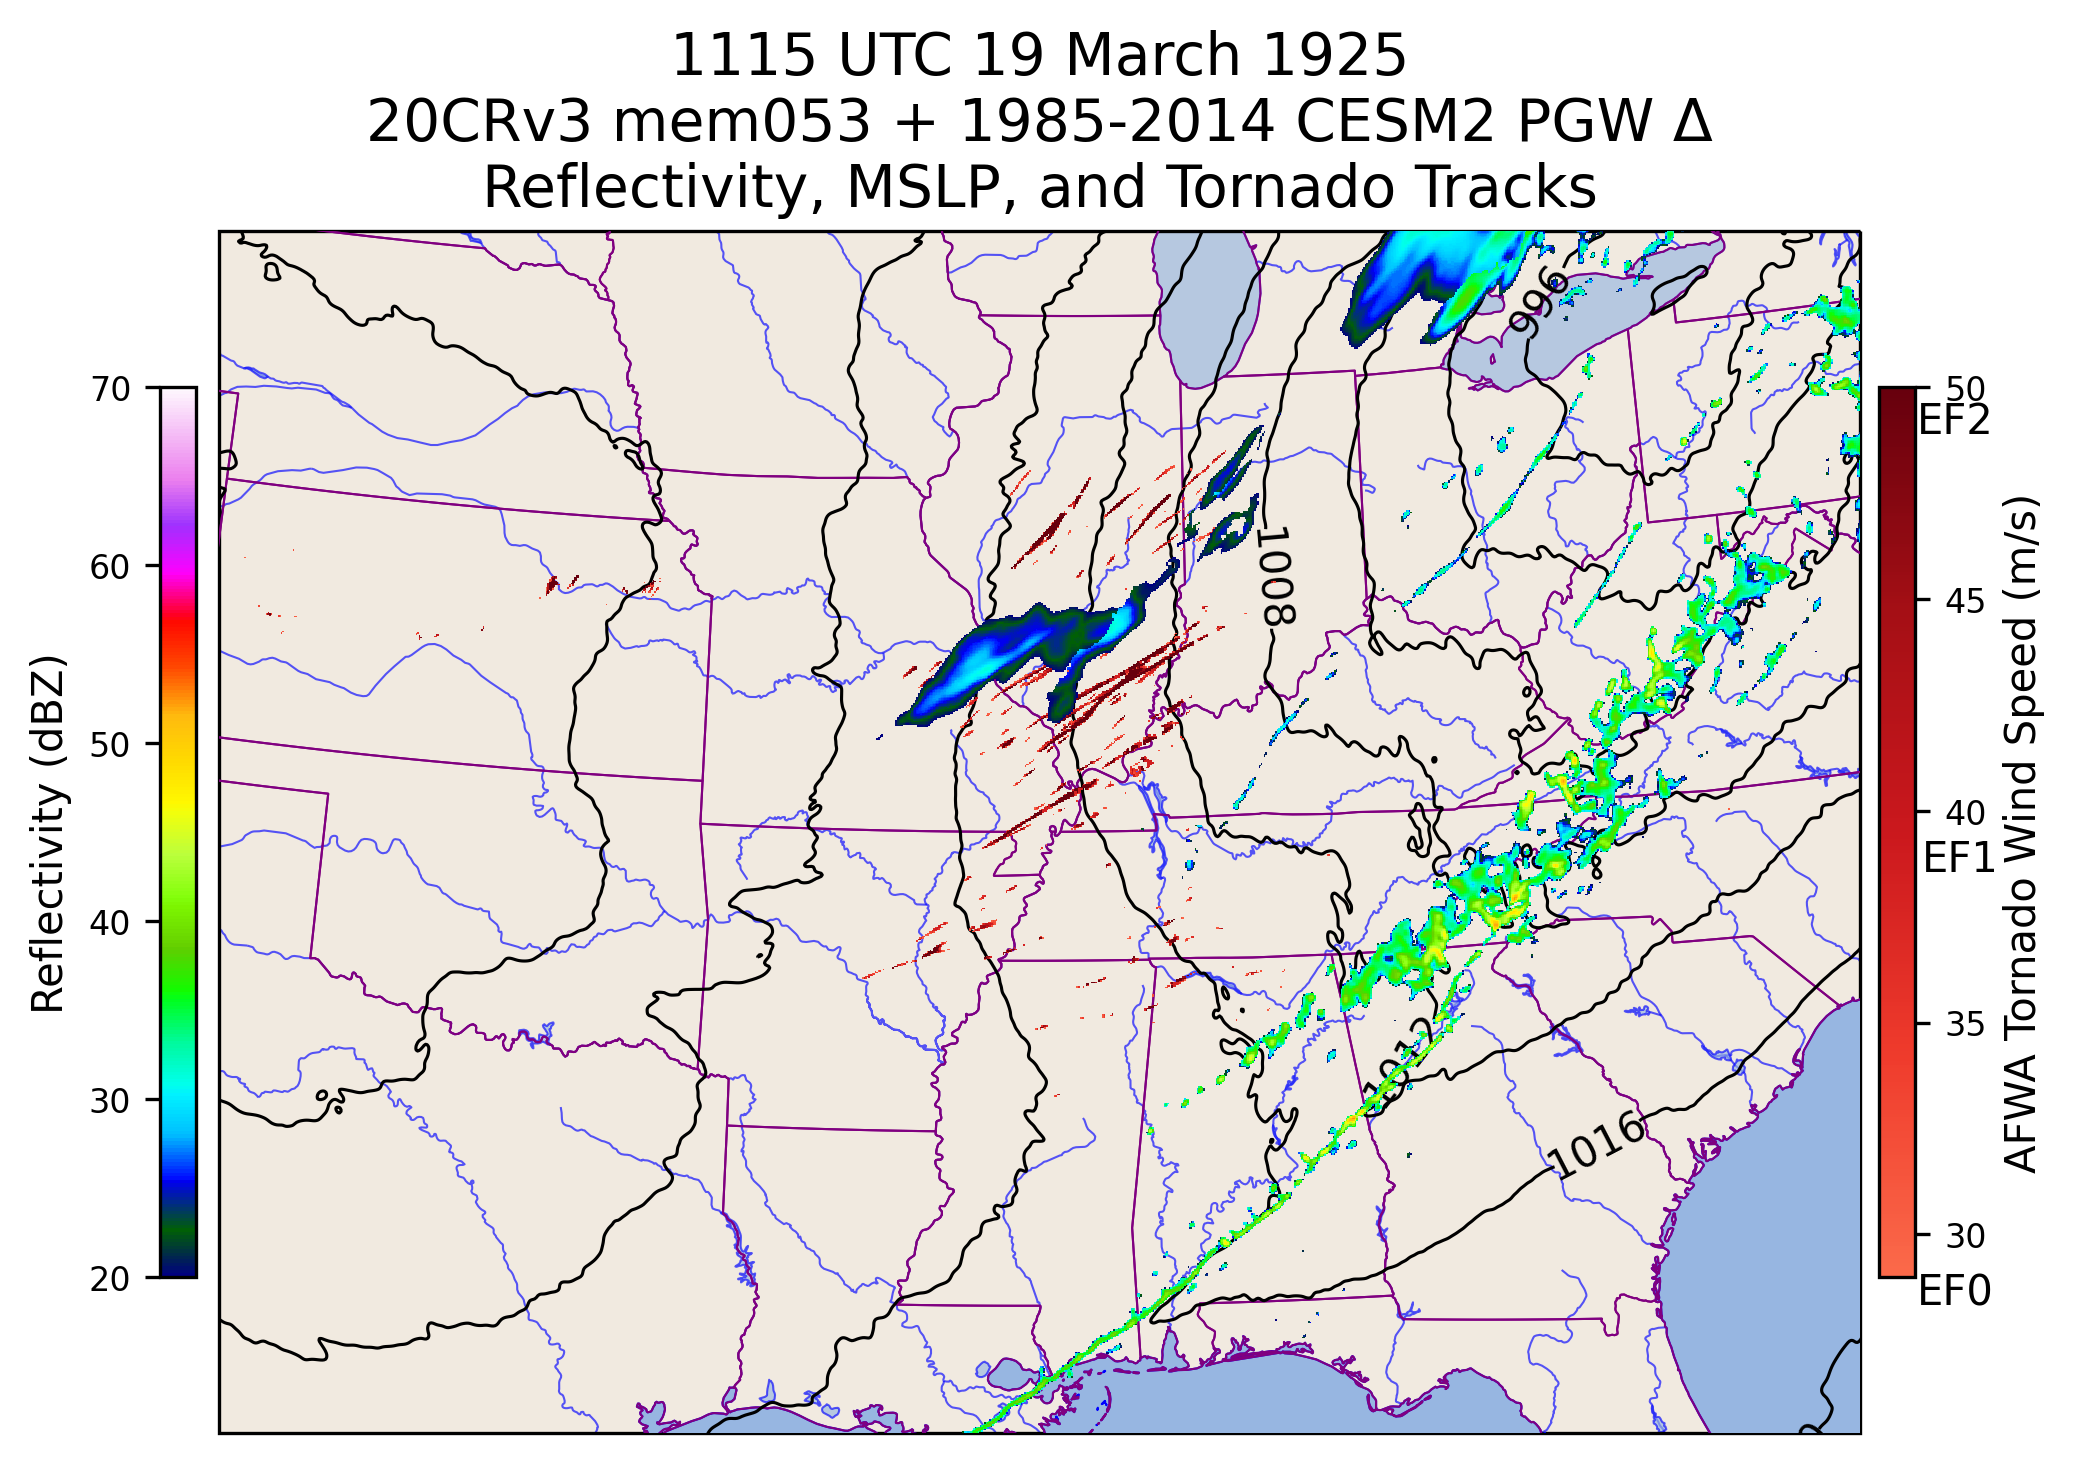 1115 UTC 19 March 1925
20CRv3 mem053 + 1985-2014 CESM2 PGW Δ
Reflectivity, MSLP, and Tornado Tracks
996
1008
1012
1016
Reflectivity (dBZ)
70
60
50
40
30
20
50
EF2
45
40
EF1
35
30
EF0
AFWA Tornado Wind Speed (m/s)